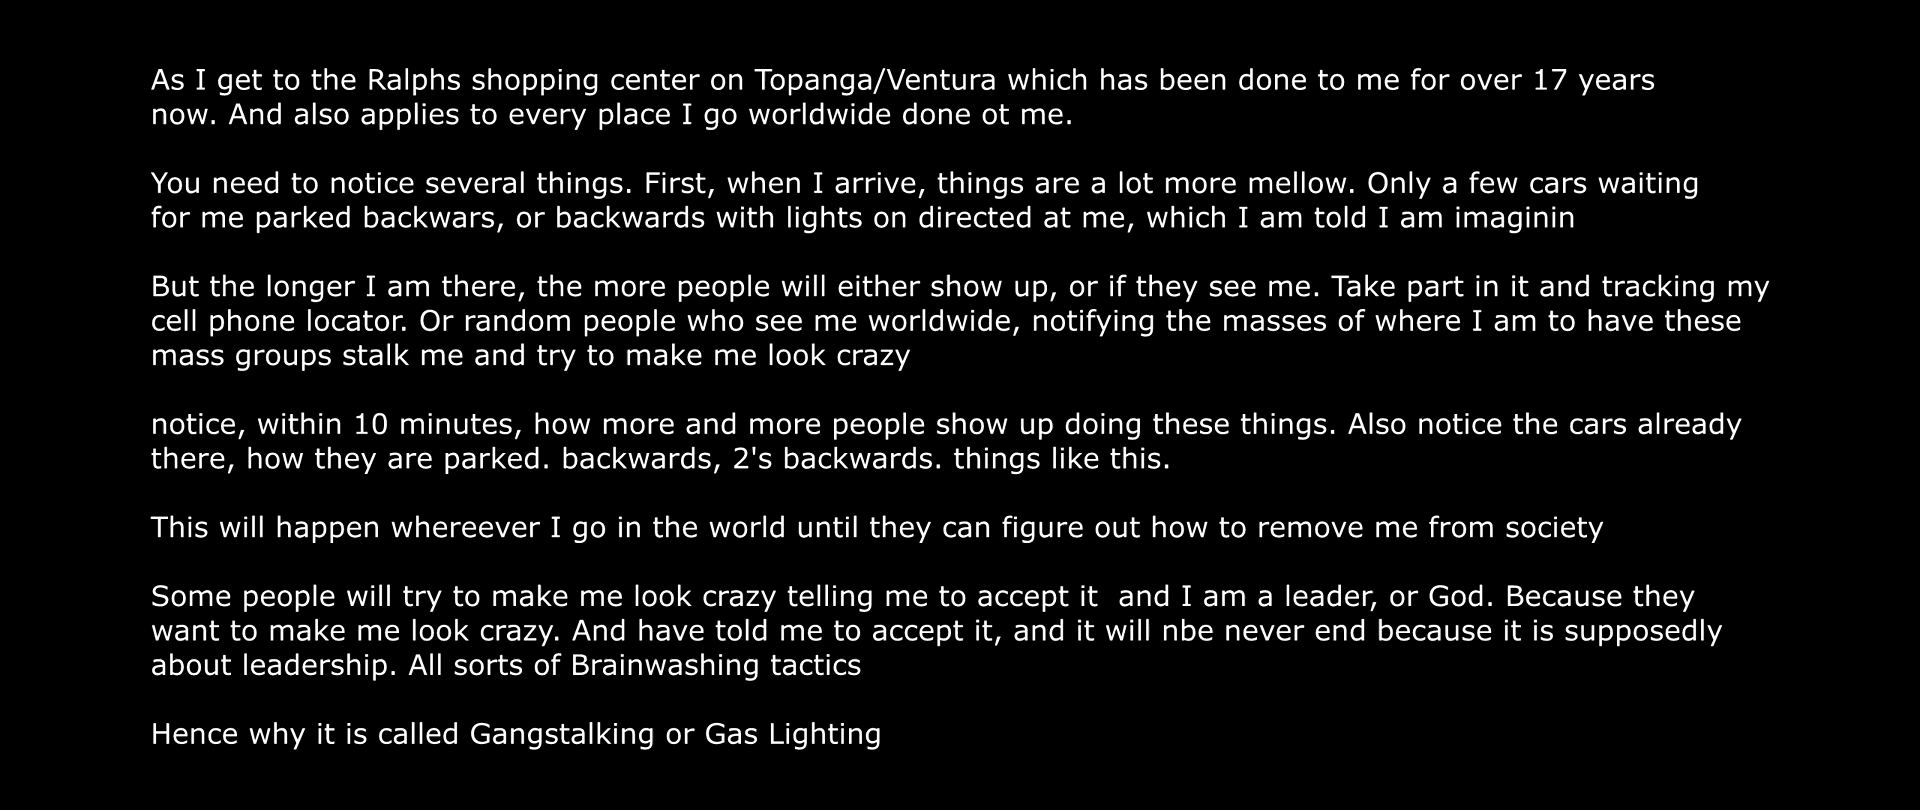 As I get to the Ralphs shopping center on Topanga/Ventura which has been done to me for over 17 years
now. And also applies to every place I go worldwide done ot me.
You need to notice several things. First, when I arrive, things are a lot more mellow. Only a few cars waiting
for me parked backwars, or backwards with lights on directed at me, which I am told I am imaginin
But the longer I am there, the more people will either show up, or if they see me. Take part in it and tracking my
cell phone locator. Or random people who see me worldwide, notifying the masses of where I am to have these
mass groups stalk me and try to make me look crazy
notice, within 10 minutes, how more and more people show up doing these things. Also notice the cars already
there, how they are parked. backwards, 2's backwards. things like this.
This will happen whereever I go in the world until they can figure out how to remove me from society
Some people will try to make me look crazy telling me to accept it  and I am a leader, or God. Because they
want to make me look crazy. And have told me to accept it, and it will nbe never end because it is supposedly
about leadership. All sorts of Brainwashing tactics
Hence why it is called Gangstalking or Gas Lighting